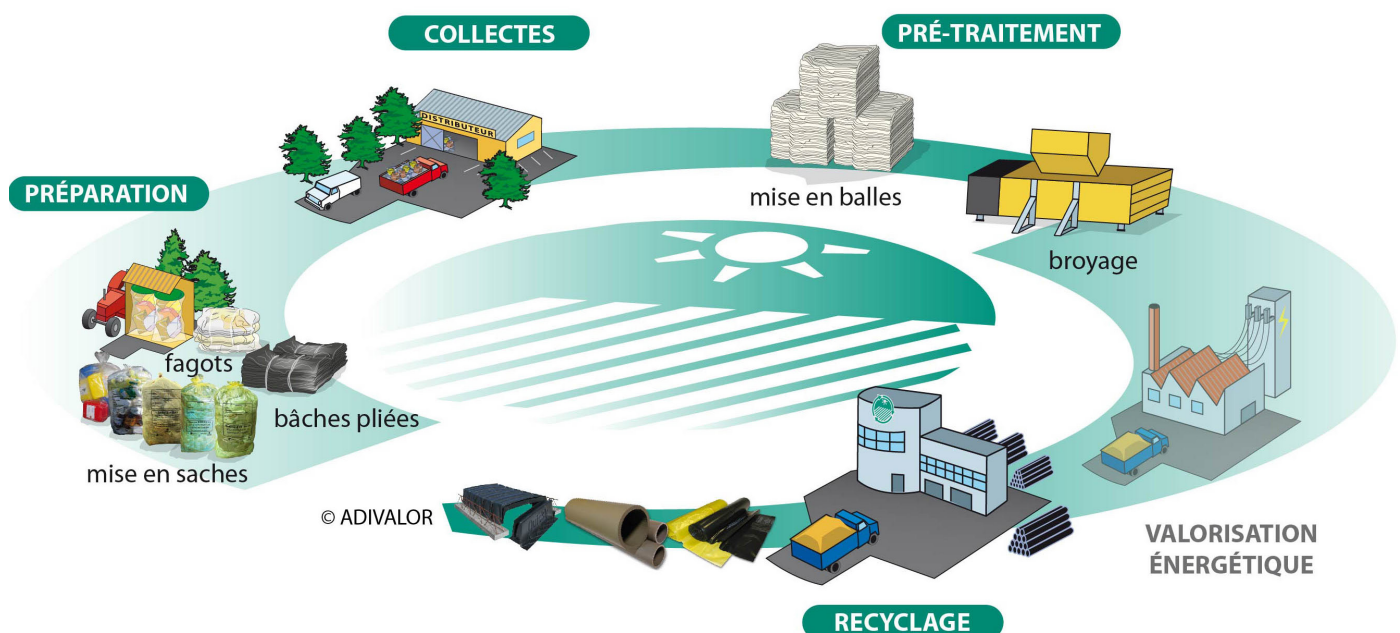 COLLECTES
PRÉ-TRAITEMENT
DISTRIBUTEUR
PRÉPARATION
mise en balles
broyage
fagots
bâches pliées
mise en saches
© ADIVALOR
VALORISATION
ÉNERGÉTIQUE
RECYCLAGE